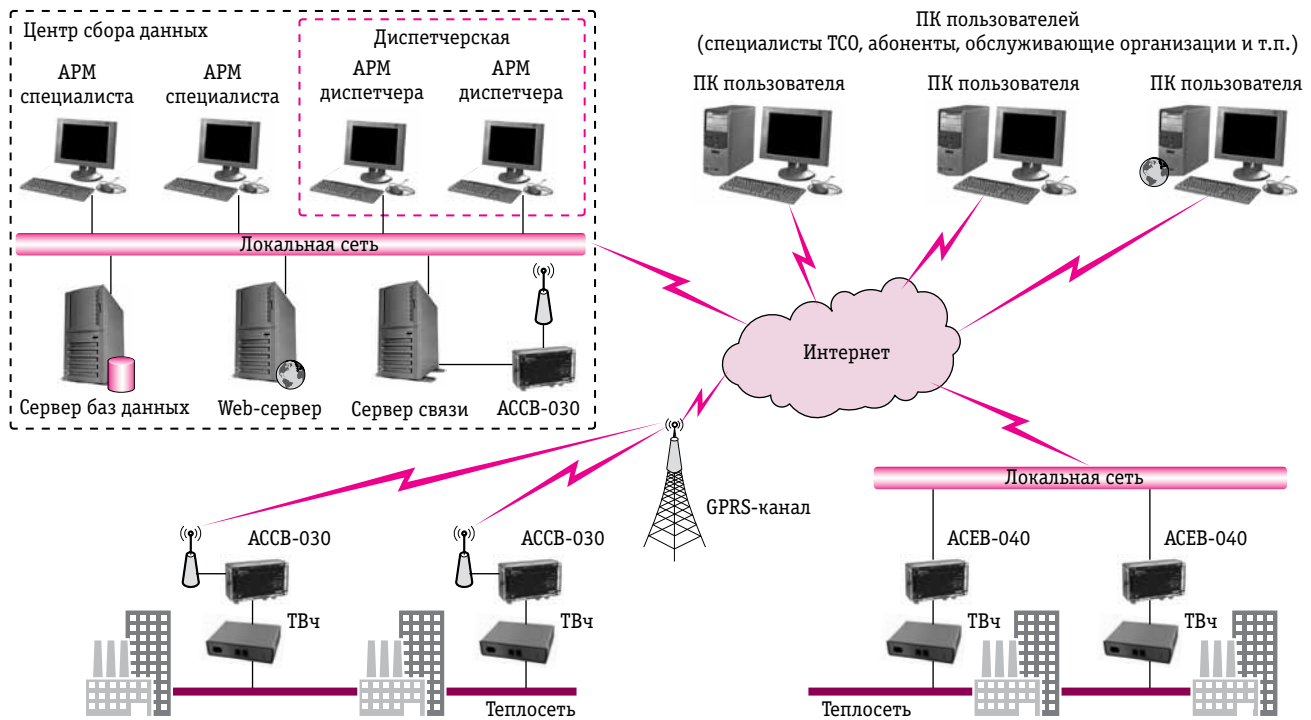 Центр сбора данных
Диспетчерская
АРМ
специалиста
АРМ
специалиста
АРМ
диспетчера
АРМ
диспетчера
ПК пользователей
(специалисты ТСО, абоненты, обслуживающие организации и т.п.)
ПК пользователя
ПК пользователя
ПК пользователя
Локальная сеть
Сервер баз данных
Web-сервер
Сервер связи
АССВ-030
Интернет
GPRS-канал
Локальная сеть
АССВ-030
АССВ-030
АСЕВ-040
АСЕВ-040
ТВч
ТВч
ТВч
ТВч
Теплосеть
Теплосеть